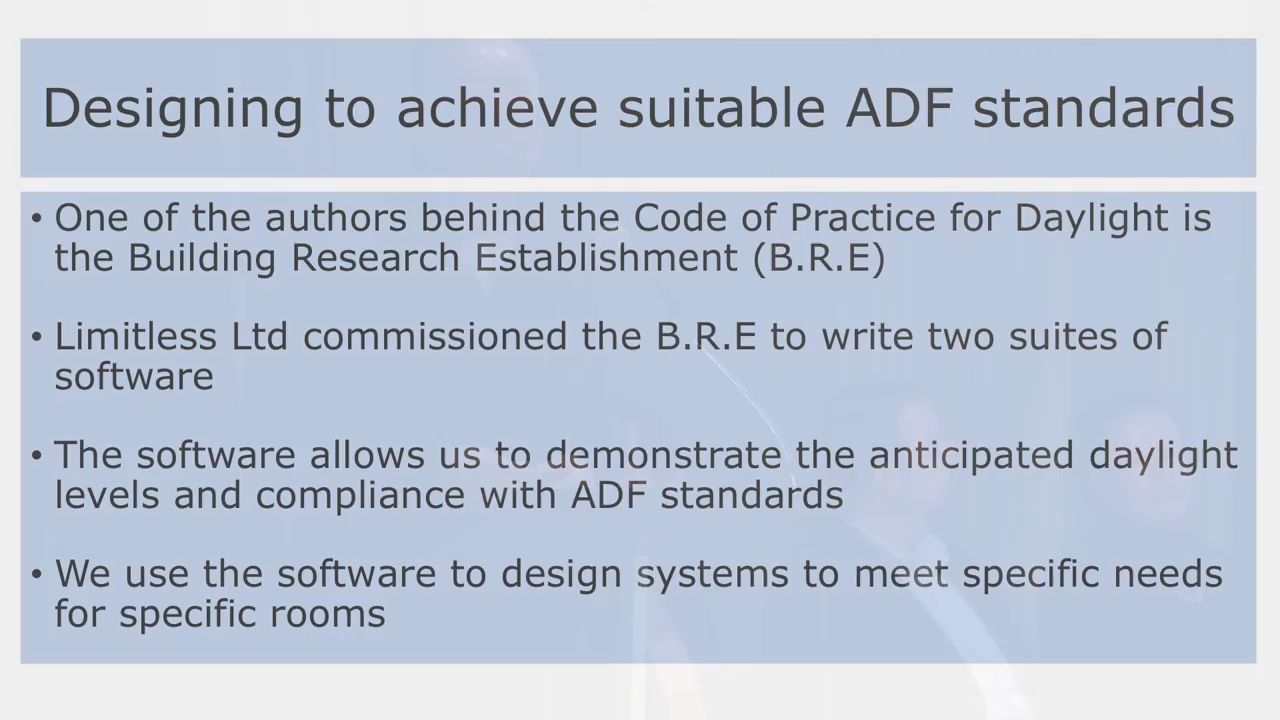 Designing to achieve suitable ADF standards
• One of the authors behind the Code of Practice for Daylight is
the Building Research Establishment (B.R.E)
• Limitless Ltd commissioned the B.R.E to write two suites of
software
• The software allows us to demonstrate the anticipated daylight
levels and compliance with ADF standards
• We use the software to design systems to meet specific needs
for specific rooms